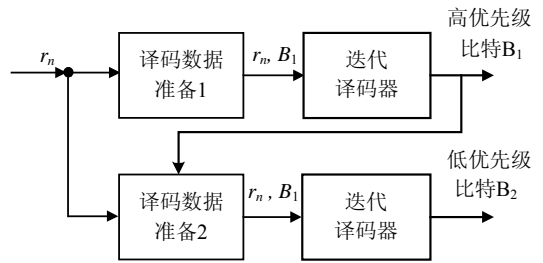 高优先级
比特B1
rn
译码数据
准备1
rn, B1
迭代
译码器
低优先级
比特B2
译码数据
准备2
rn , B1
迭代
译码器